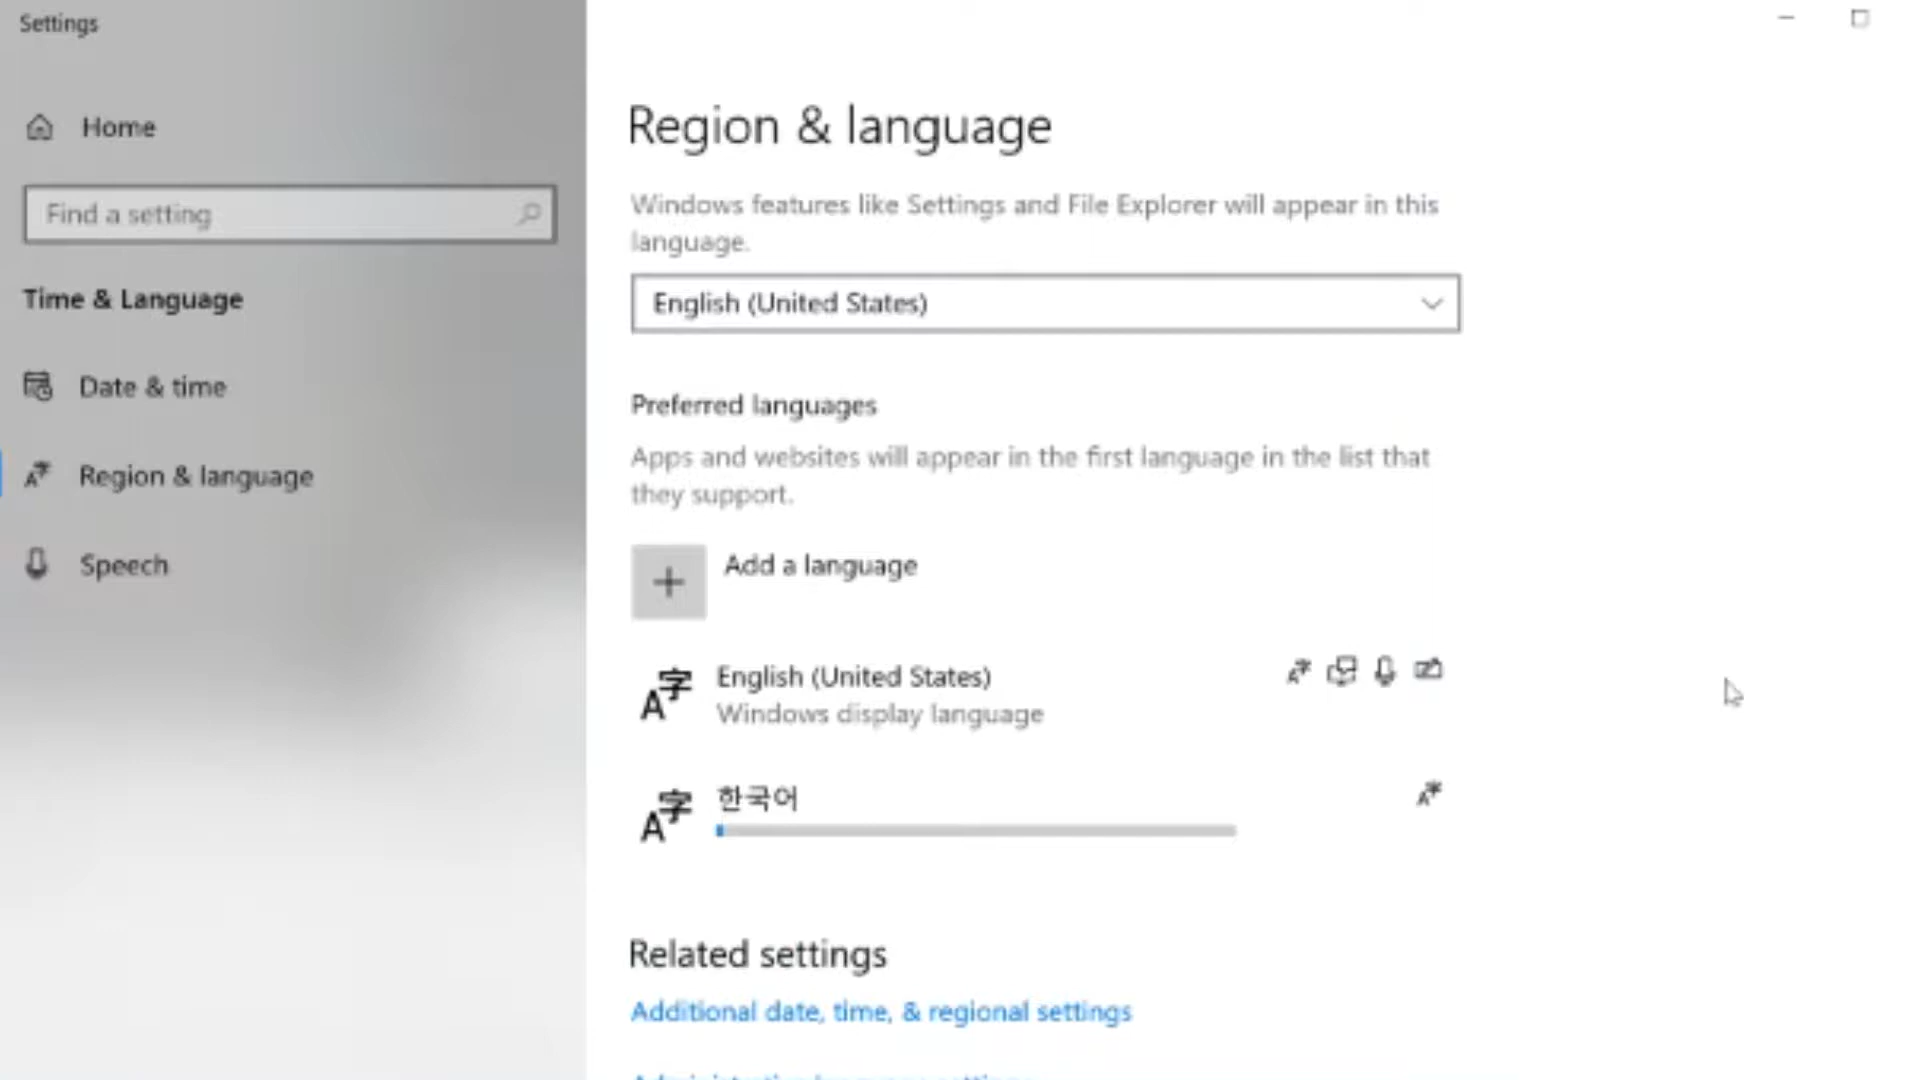 Settings
Home
Find a setting
Time & Language
Date & time
Region & language
Speech
Region & language
Windows features like Settings and File Explorer will appear in this
language.
English (United States)
Preferred languages
Apps and websites will appear in the first language in the list that
they support.
Add a language
English (United States)
Windows display language
한국어
Related settings
Additional date, time, & regional settings